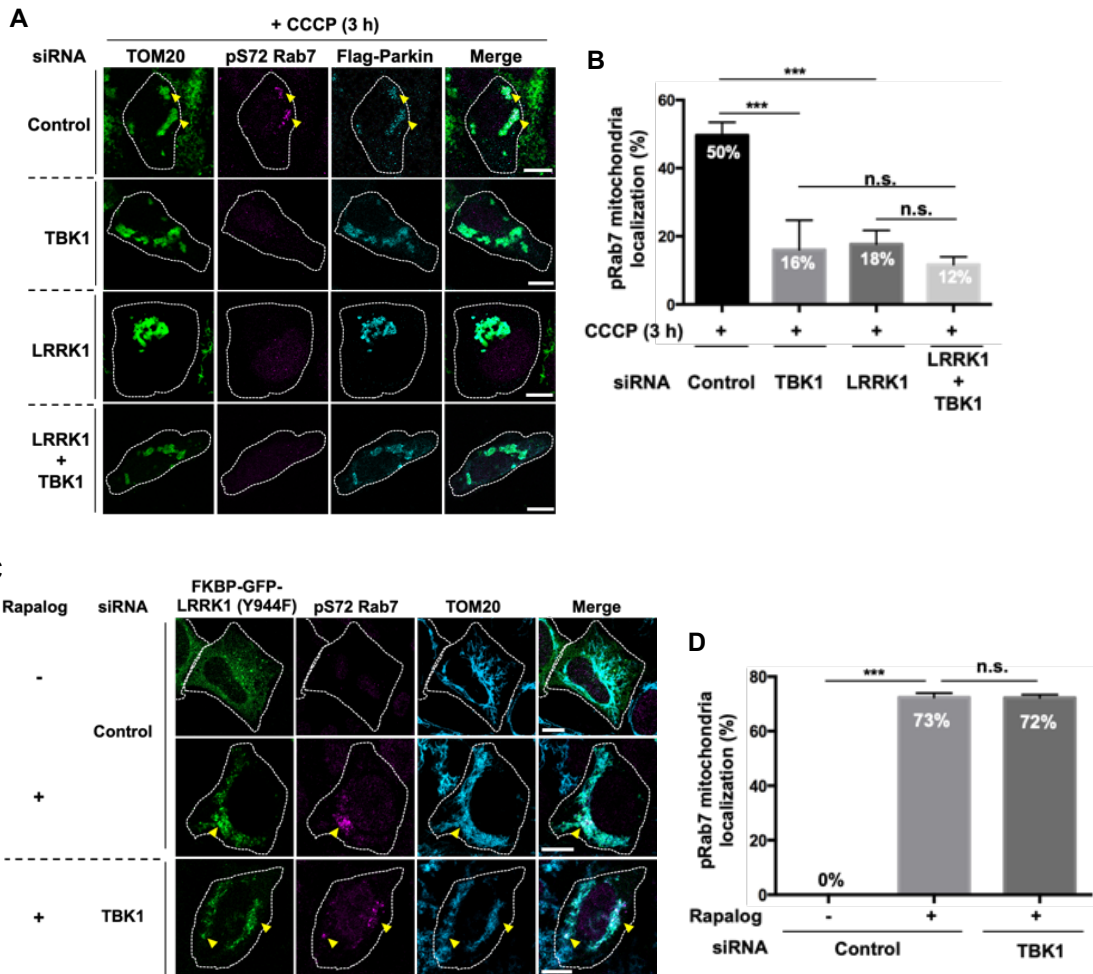 A
+ CCCP (3 h)
siRNA TOM20 pS72 Rab7 Flag-Parkin Merge
Control
TBK1
LRRK1
LRRK1
+
TBK1
B
pRab7 mitochondria
localization (%)
60
40
20
0
***
***
n.s.
n.s.
50%
16%
18%
12%
CCCP (3 h) + + + +
siRNA Control TBK1 LRRK1 LRRK1
+
TBK1
Rapalog siRNA FKBP-GFP-
LRRK1 (Y944F) pS72 Rab7 TOM20 Merge
-
Control
+
+ TBK1
D
pRab7 mitochondria
localization (%)
80
60
40
20
0
***
n.s.
0%
73%
72%
Rapalog - + +
siRNA Control TBK1